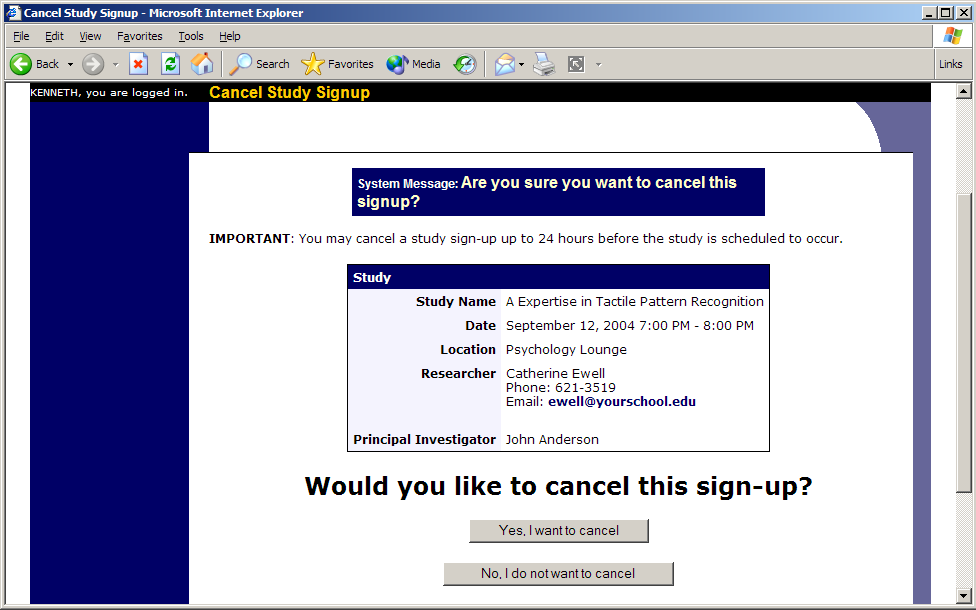 Cancel Study Signup - Microsoft Internet Explorer
File Edit View Favorites Tools Help
Back Search Favorites Media Links
KENNETH, you are logged in. Cancel Study Signup
System Message: Are you sure you want to cancel this
signup?
IMPORTANT: You may cancel a study sign-up up to 24 hours before the study is scheduled to occur.
Study
Study Name A Expertise in Tactile Pattern Recognition
Date September 12, 2004 7:00 PM - 8:00 PM
Location Psychology Lounge
Researcher Catherine Ewell
Phone: 621-3519
Email: ewell@yourschool.edu
Principal Investigator John Anderson
Would you like to cancel this sign-up?
Yes, I want to cancel
No, I do not want to cancel